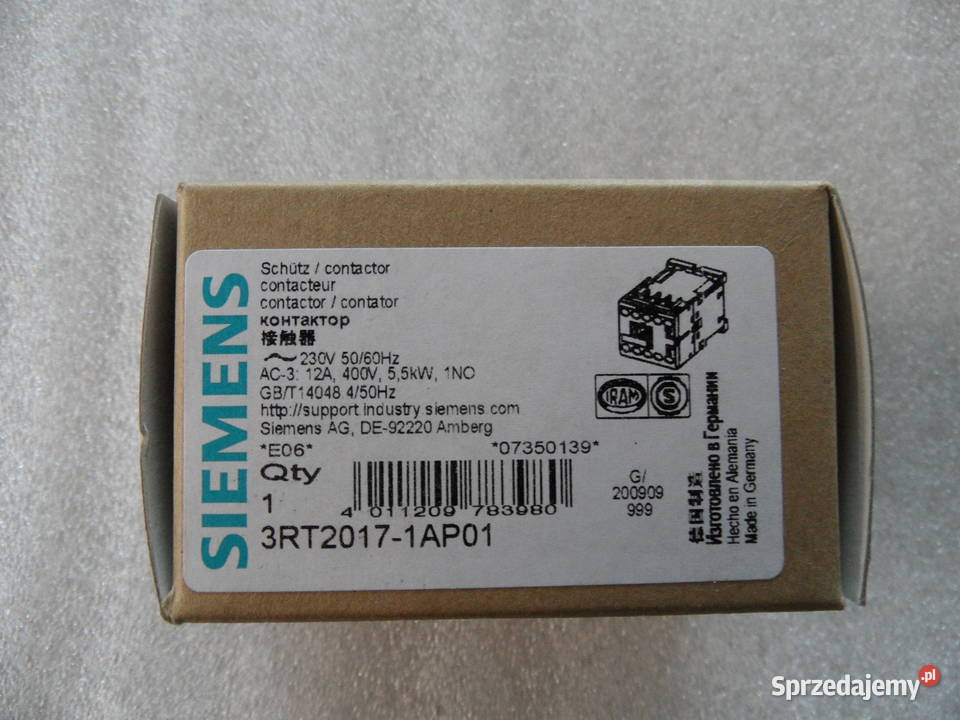 SIEMENS
Schütz / contactor
contacteur
contactor / contator
контактор
接触器
~ 230V 50/60Hz
AC-3: 12A, 400V, 5,5kW, 1NO
GB/T14048.4/50Hz
http://support.industry.siemens.com
Siemens AG, DE-92220 Amberg
*E06* *07350139*
Qty
1
4 011209 783980
3RT2017-1AP01
IRAM
S
G/
200909
999
德国制造
Изготовлено в Германии
Hecho en Alemania
Made in Germany
Sprzedajemy.pl